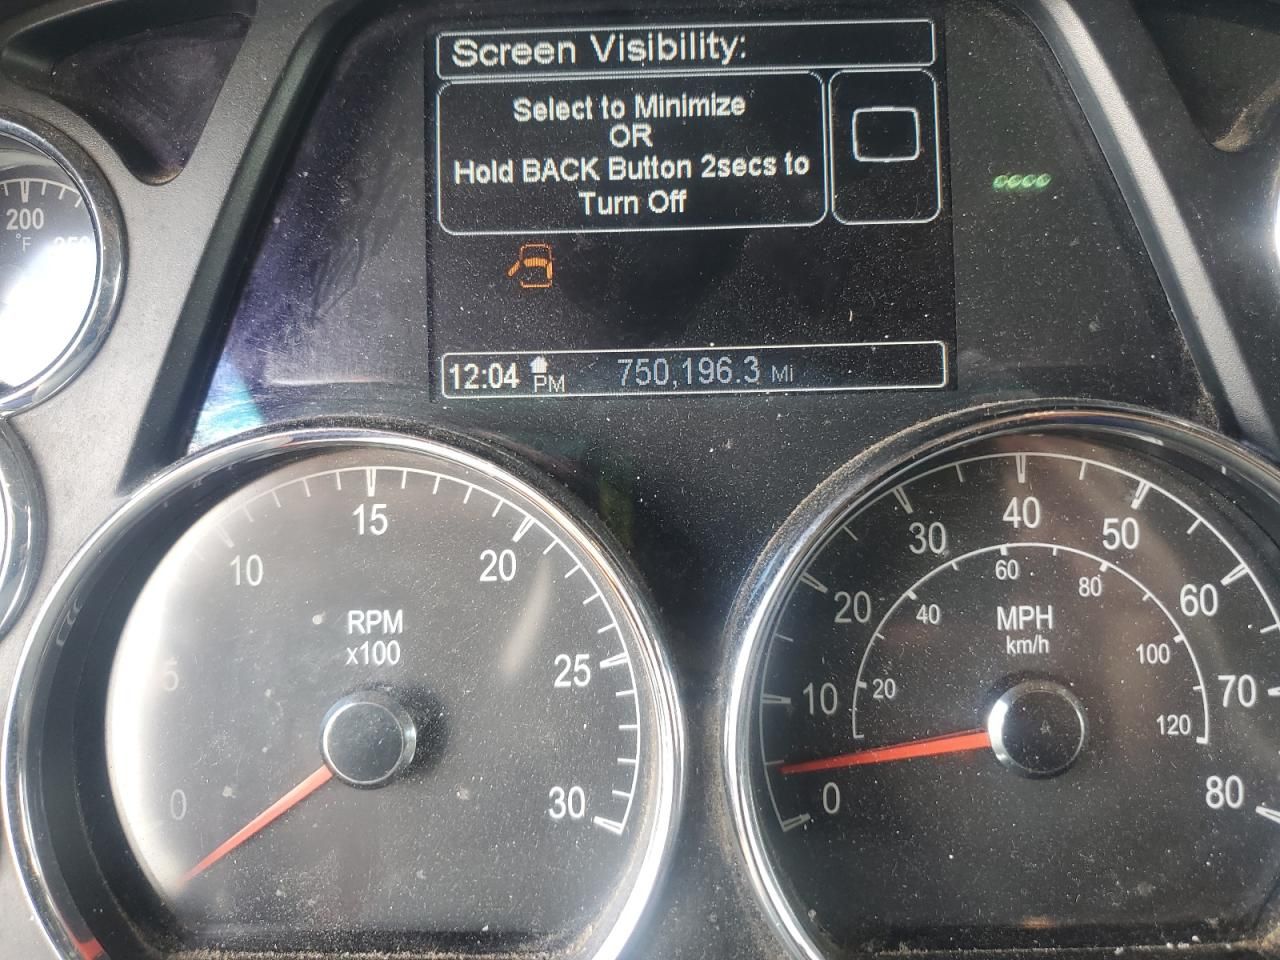 Screen Visibility:
Select to Minimize
OR
Hold BACK Button 2secs to
Turn Off
200
°F
250
12:04 PM 750,196.3 Mi
0
5
10
15
20
25
30
RPM
x100
0
10
20
30
40
50
60
70
80
MPH
km/h
20
40
60
80
100
120